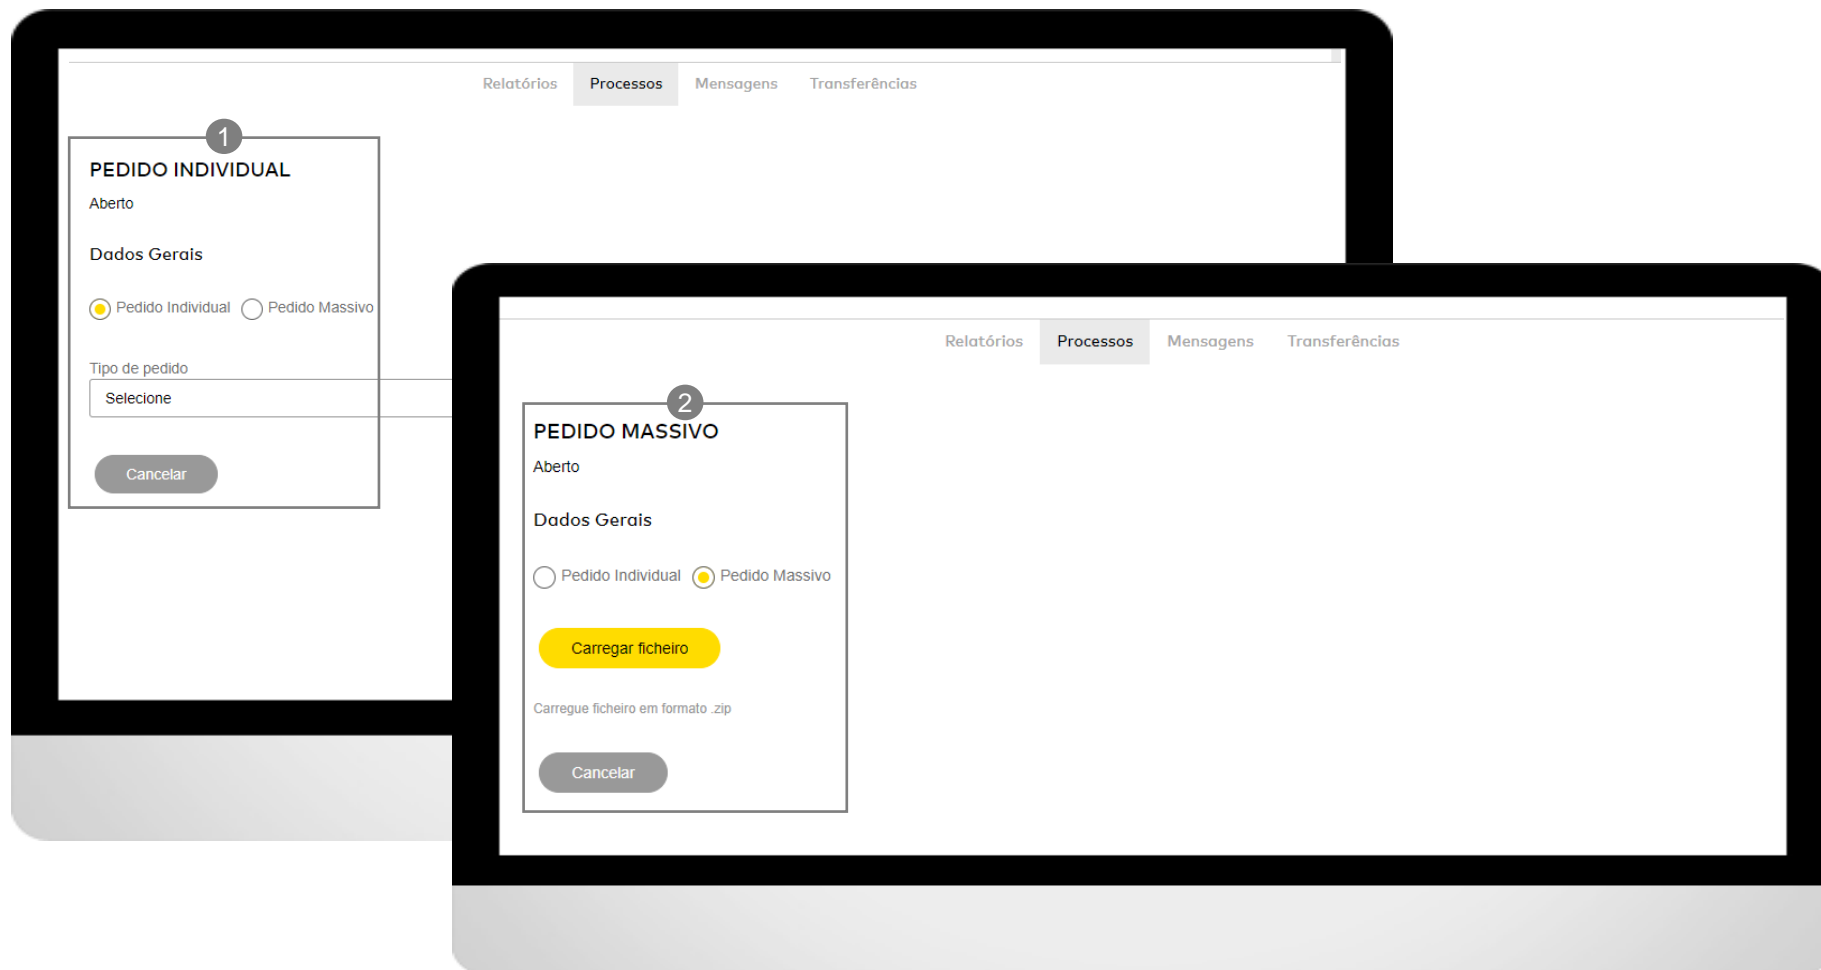 Relatórios Processos Mensagens Transferências
1
PEDIDO INDIVIDUAL
Aberto
Dados Gerais
Pedido Individual Pedido Massivo
Tipo de pedido
Selecione
Cancelar
Relatórios Processos Mensagens Transferências
2
PEDIDO MASSIVO
Aberto
Dados Gerais
Pedido Individual Pedido Massivo
Carregar ficheiro
Carregue ficheiro em formato .zip
Cancelar